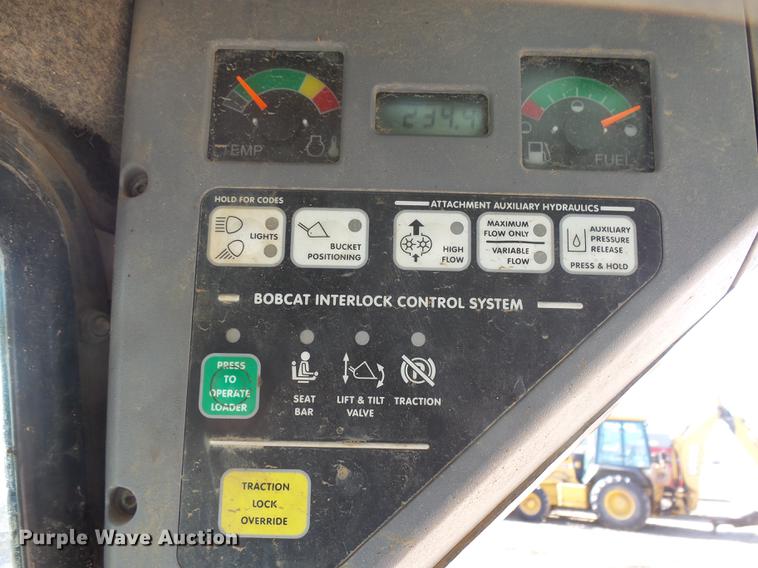 TEMP
234.9
FUEL
HOLD FOR CODES
ATTACHMENT AUXILIARY HYDRAULICS
LIGHTS
BUCKET
POSITIONING
HIGH
FLOW
MAXIMUM
FLOW ONLY
VARIABLE
FLOW
AUXILIARY
PRESSURE
RELEASE
PRESS & HOLD
BOBCAT INTERLOCK CONTROL SYSTEM
PRESS
TO
OPERATE
LOADER
SEAT
BAR
LIFT & TILT
VALVE
TRACTION
TRACTION
LOCK
OVERRIDE
Purple Wave Auction